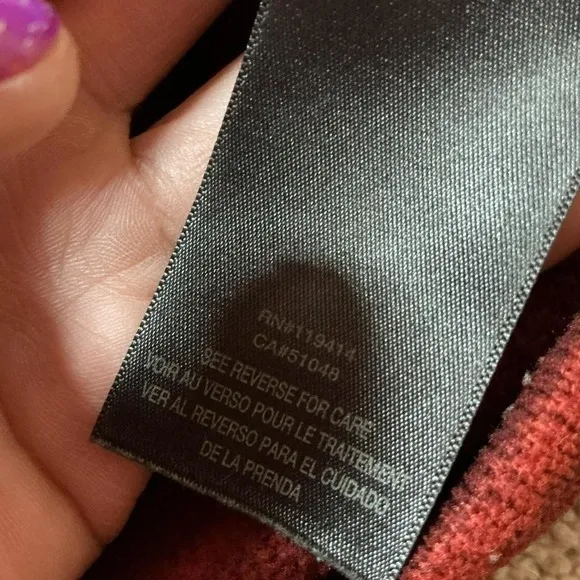 RN#119414
CA#51048
SEE REVERSE FOR CARE
VOIR AU VERSO POUR LE TRAITEMENT
VER AL REVERSO PARA EL CUIDADO
DE LA PRENDA